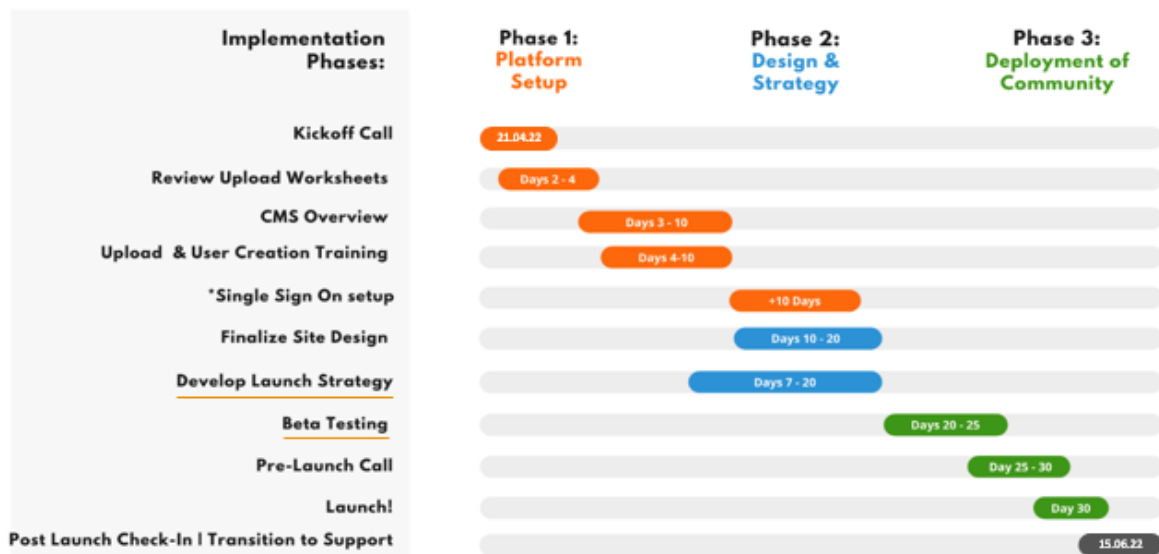 Implementation
Phases:
Phase 1:
Platform
Setup
Phase 2:
Design &
Strategy
Phase 3:
Deployment of
Community
Kickoff Call
21.04.22
Review Upload Worksheets
Days 2 - 4
CMS Overview
Days 3 - 10
Upload & User Creation Training
Days 4-10
*Single Sign On setup
+10 Days
Finalize Site Design
Days 10 - 20
Develop Launch Strategy
Days 7 - 20
Beta Testing
Days 20 - 25
Pre-Launch Call
Day 25 - 30
Launch!
Day 30
Post Launch Check-In | Transition to Support
15.06.22